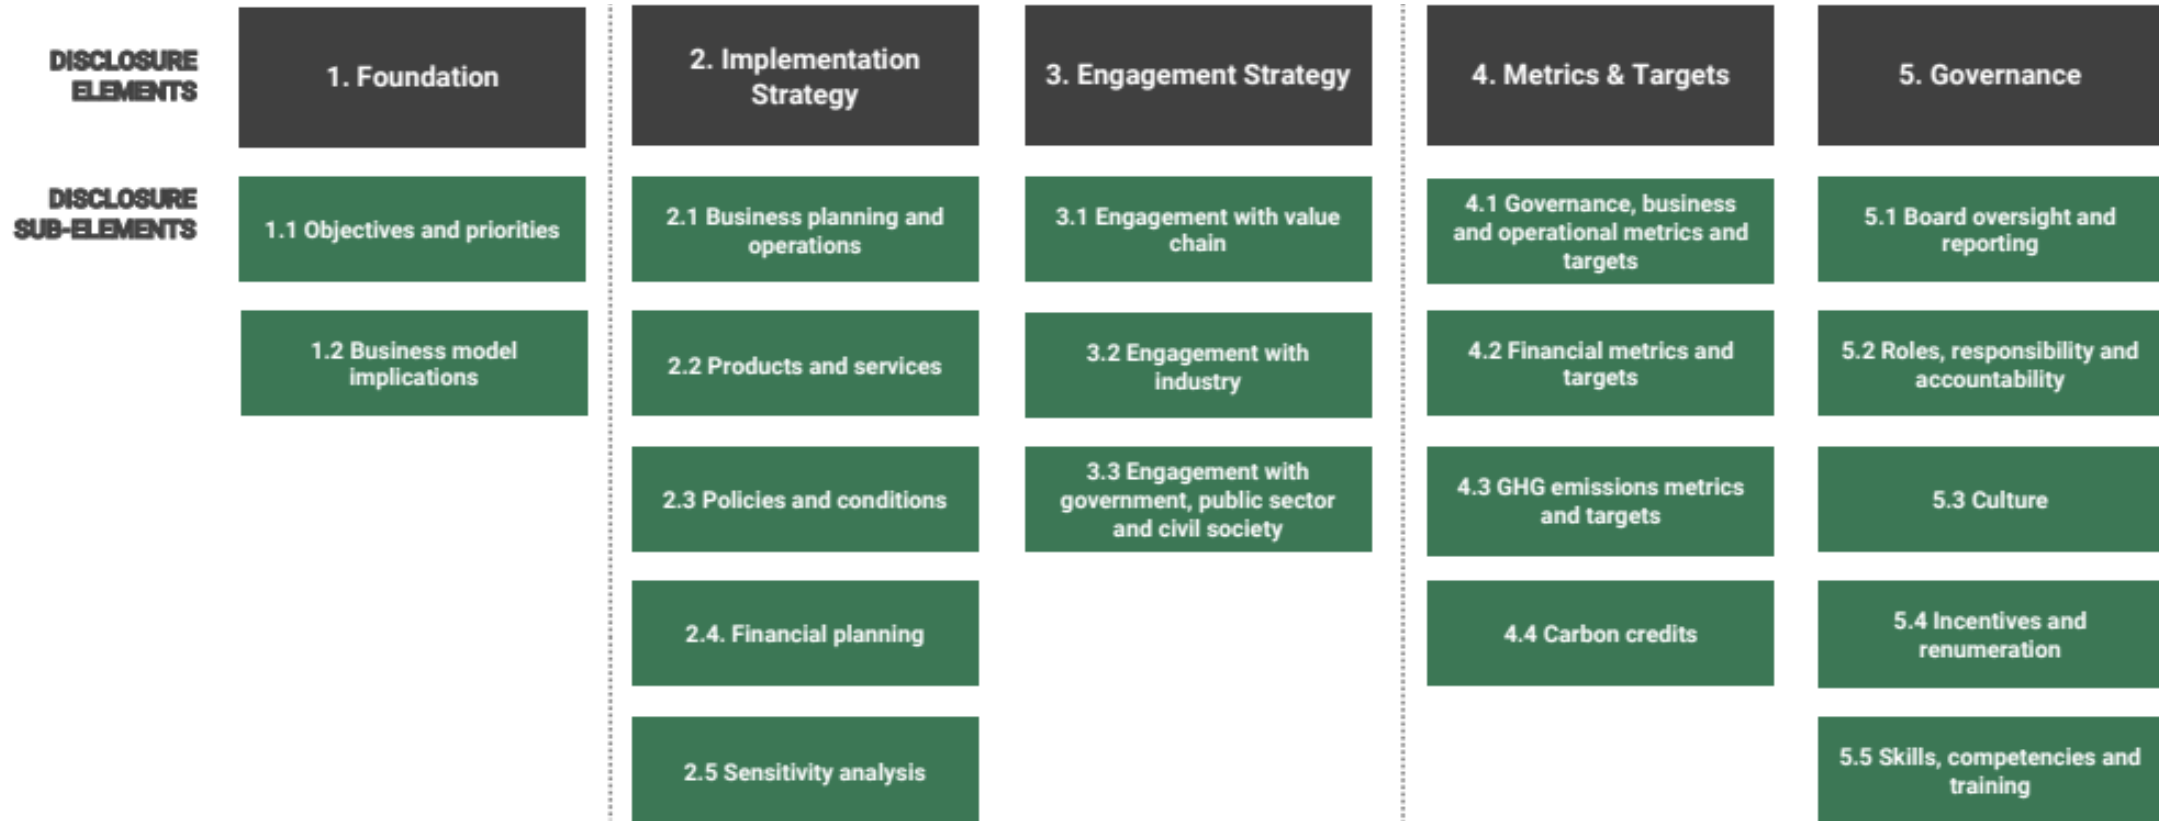 DISCLOSURE
ELEMENTS
1. Foundation
2. Implementation
Strategy
3. Engagement Strategy
4. Metrics & Targets
5. Governance
DISCLOSURE
SUB-ELEMENTS
1.1 Objectives and priorities
2.1 Business planning and
operations
3.1 Engagement with value
chain
4.1 Governance, business
and operational metrics and
targets
5.1 Board oversight and
reporting
1.2 Business model
implications
2.2 Products and services
3.2 Engagement with
industry
4.2 Financial metrics and
targets
5.2 Roles, responsibility and
accountability
2.3 Policies and conditions
3.3 Engagement with
government, public sector
and civil society
4.3 GHG emissions metrics
and targets
5.3 Culture
2.4. Financial planning
4.4 Carbon credits
5.4 Incentives and
renumeration
2.5 Sensitivity analysis
5.5 Skills, competencies and
training